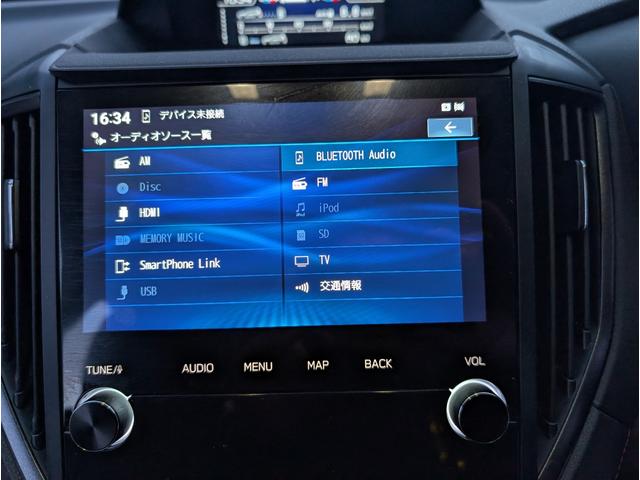 16:34 デバイス未接続
オーディオソース一覧
AM
BLUETOOTH Audio
Disc
FM
HDMI
iPod
MEMORY MUSIC
SD
SmartPhone Link
TV
USB
交通情報
TUNE/
AUDIO
MENU
MAP
BACK
VOL